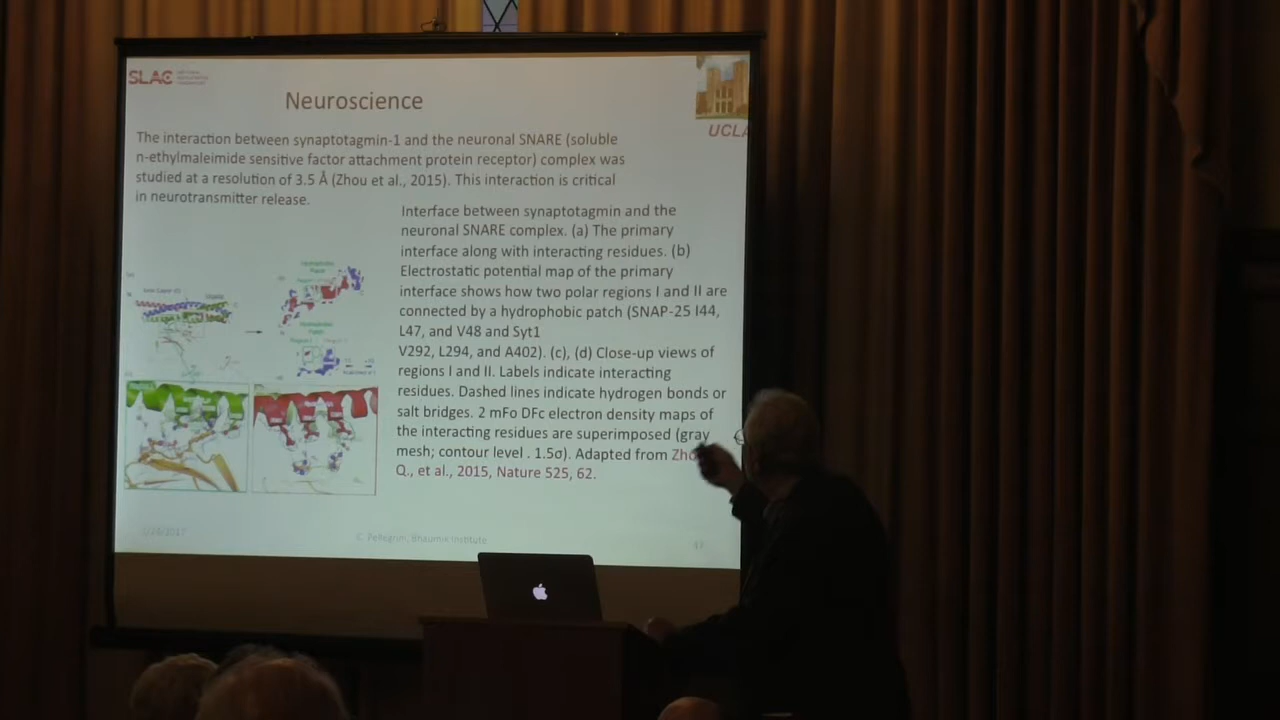 SLAC
Neuroscience
UCLA
The interaction between synaptotagmin-1 and the neuronal SNARE (soluble
n-ethylmaleimide sensitive factor attachment protein receptor) complex was
studied at a resolution of 3.5 Å (Zhou et al., 2015). This interaction is critical
in neurotransmitter release.
Interface between synaptotagmin and the
neuronal SNARE complex. (a) The primary
interface along with interacting residues. (b)
Electrostatic potential map of the primary
interface shows how two polar regions I and II are
connected by a hydrophobic patch (SNAP-25 I44,
L47, and V48 and Syt1
V292, L294, and A402). (c), (d) Close-up views of
regions I and II. Labels indicate interacting
residues. Dashed lines indicate hydrogen bonds or
salt bridges. 2 mFo DFc electron density maps of
the interacting residues are superimposed (gray
mesh; contour level . 1.5σ). Adapted from Zho
Q., et al., 2015, Nature 525, 62.
Hydrophobic
Patch
Hydrophobic
Patch
C. Pellegrini, Bhaumik Institute